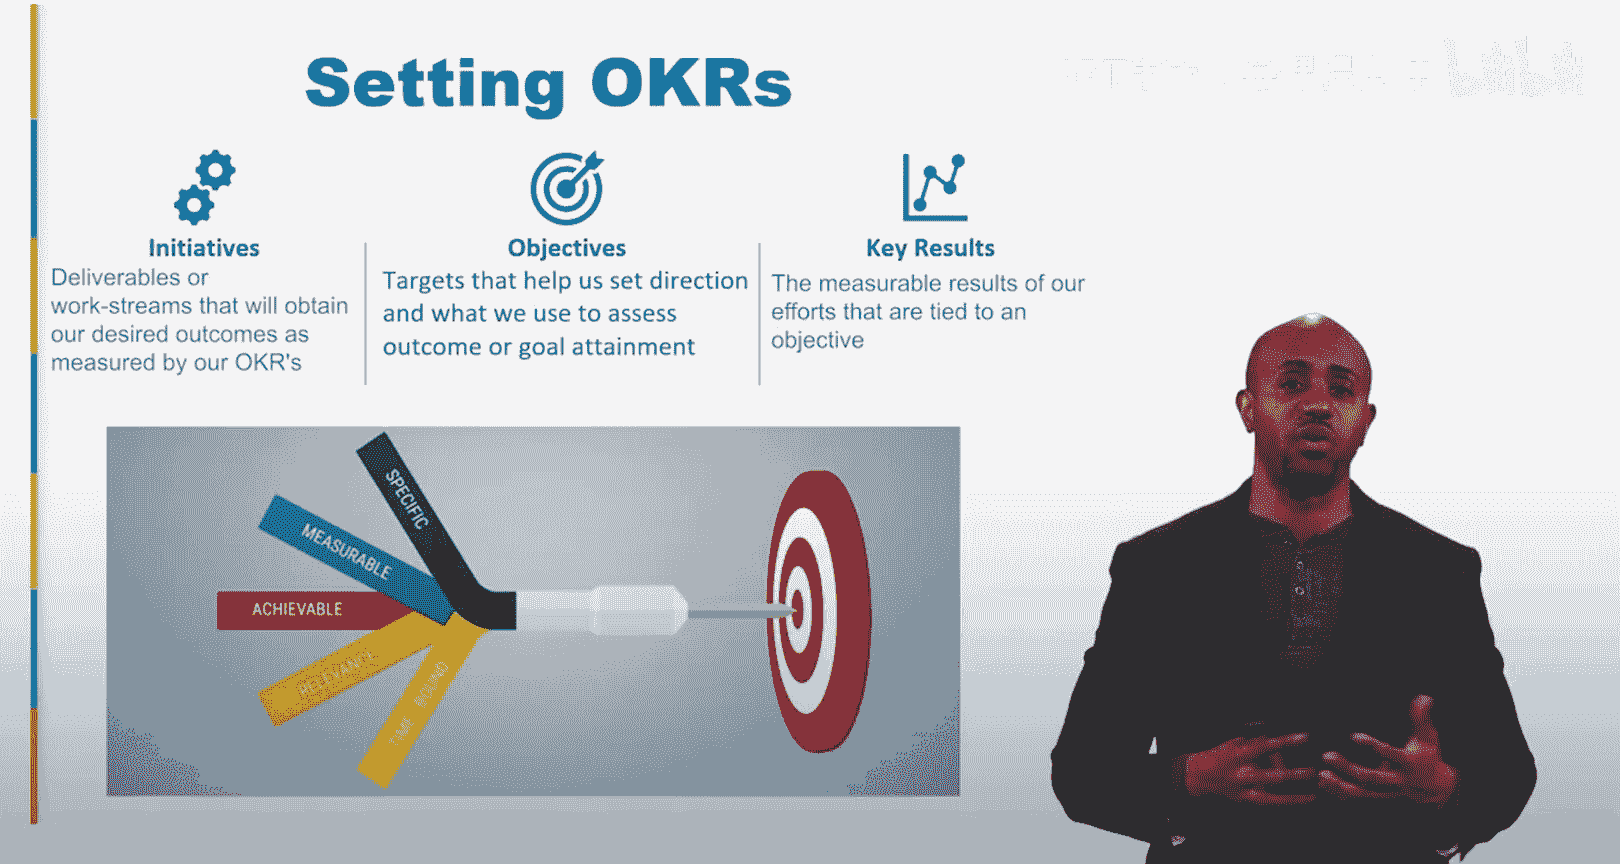 Setting OKRs
Initiatives
Deliverables or
work-streams that will obtain
our desired outcomes as
measured by our OKR's
Objectives
Targets that help us set direction
and what we use to assess
outcome or goal attainment
Key Results
The measurable results of our
efforts that are tied to an
objective
SPECIFIC
MEASURABLE
ACHIEVABLE
BOUND